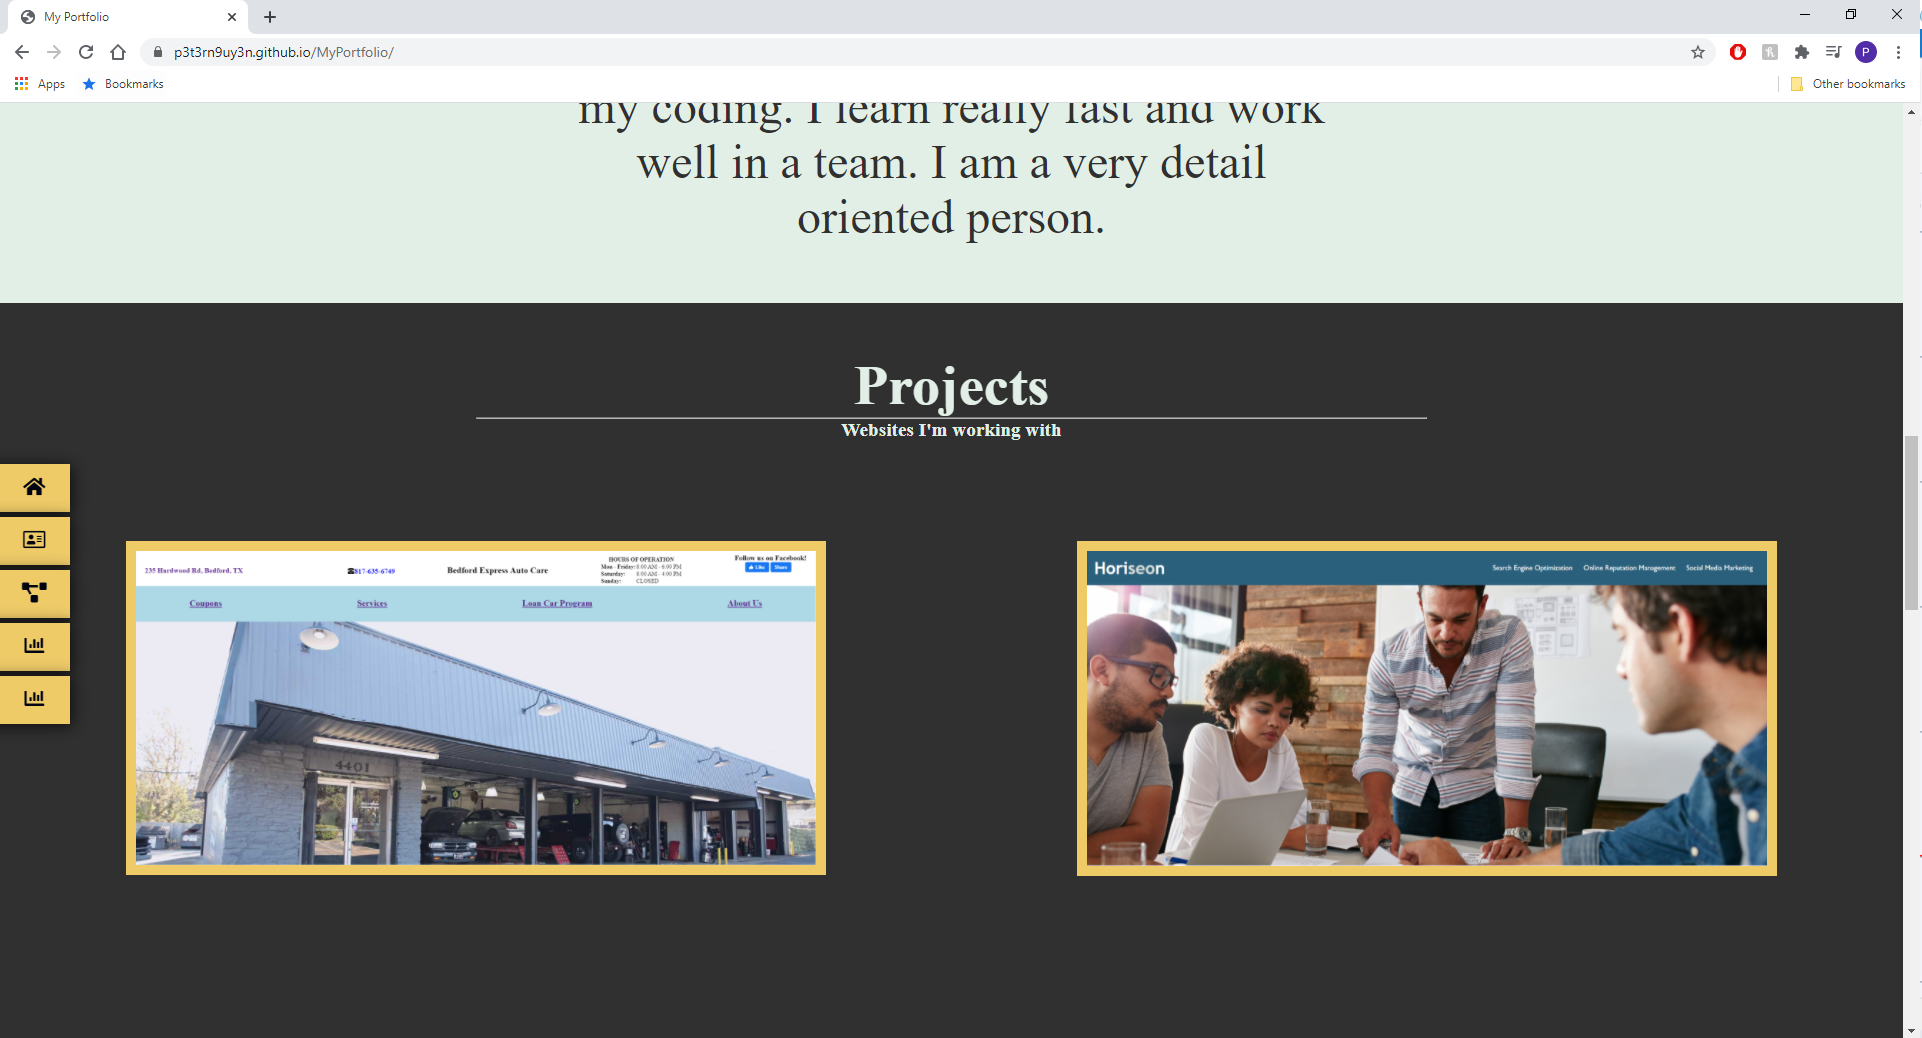 My Portfolio
p3t3rn9uy3n.github.io/MyPortfolio/
P
Apps
Bookmarks
Other bookmarks
my coding. I learn really fast and work
well in a team. I am a very detail
oriented person.
Projects
Websites I'm working with
235 Hardwood Rd, Bedford, TX
☎817-635-6749
Bedford Express Auto Care
HOURS OF OPERATION
Mon - Friday: 8:00 AM - 6:00 PM
Saturday: 8:00 AM - 4:00 PM
Sunday: CLOSED
Follow us on Facebook!
Like Share
Coupons Services Loan Car Program About Us
4401
Horiseon
Search Engine Optimization Online Reputation Management Social Media Marketing